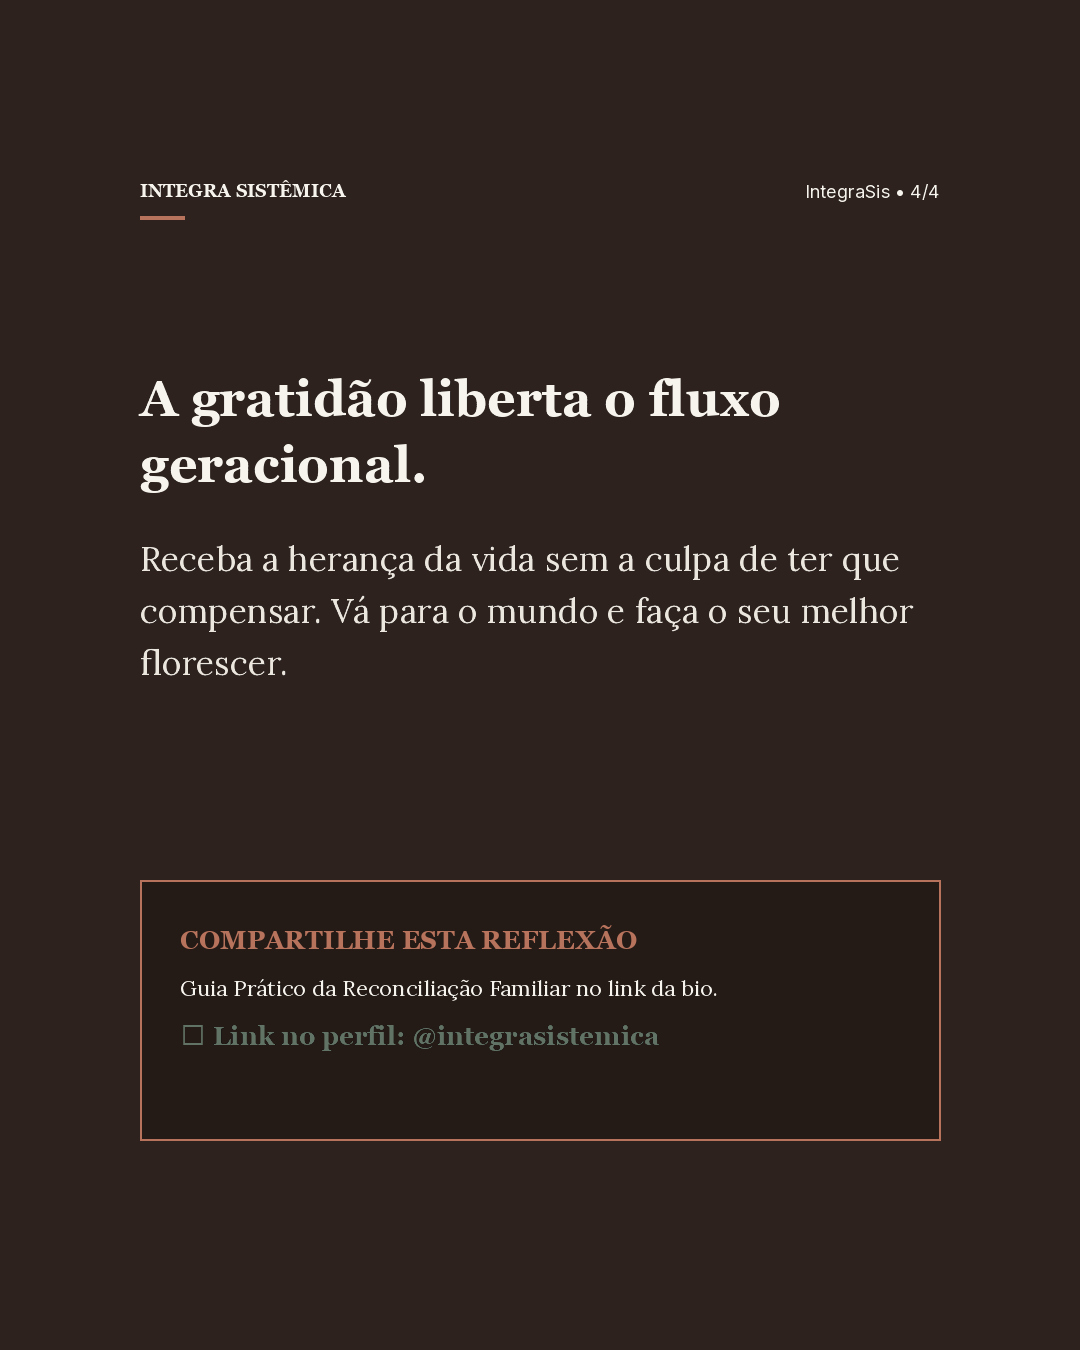 INTEGRA SISTÊMICA
IntegraSis • 4/4
A gratidão liberta o fluxo
geracional.
Receba a herança da vida sem a culpa de ter que
compensar. Vá para o mundo e faça o seu melhor
florescer.
COMPARTILHE ESTA REFLEXÃO
Guia Prático da Reconciliação Familiar no link da bio.
☐ Link no perfil: @integrasistemica